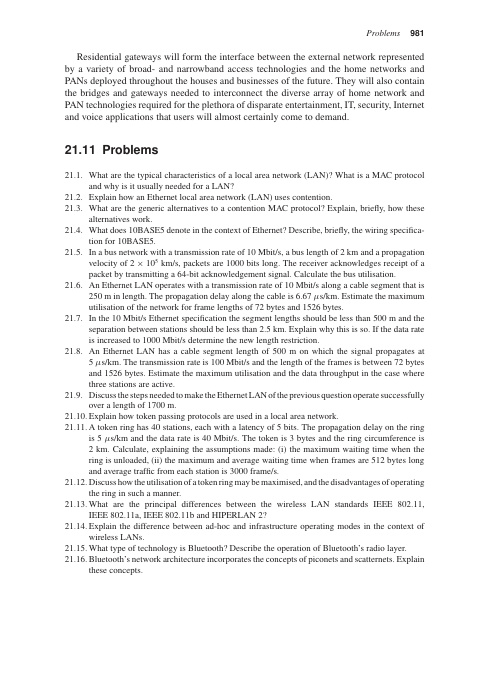 Problems 981
Residential gateways will form the interface between the external network represented
by a variety of broad- and narrowband access technologies and the home networks and
PANs deployed throughout the houses and businesses of the future. They will also contain
the bridges and gateways needed to interconnect the diverse array of home network and
PAN technologies required for the plethora of disparate entertainment, IT, security, Internet
and voice applications that users will almost certainly come to demand.
21.11 Problems
21.1. What are the typical characteristics of a local area network (LAN)? What is a MAC protocol
and why is it usually needed for a LAN?
21.2. Explain how an Ethernet local area network (LAN) uses contention.
21.3. What are the generic alternatives to a contention MAC protocol? Explain, briefly, how these
alternatives work.
21.4. What does 10BASE5 denote in the context of Ethernet? Describe, briefly, the wiring specifica-
tion for 10BASE5.
21.5. In a bus network with a transmission rate of 10 Mbit/s, a bus length of 2 km and a propagation
velocity of 2 × 10⁵ km/s, packets are 1000 bits long. The receiver acknowledges receipt of a
packet by transmitting a 64-bit acknowledgement signal. Calculate the bus utilisation.
21.6. An Ethernet LAN operates with a transmission rate of 10 Mbit/s along a cable segment that is
250 m in length. The propagation delay along the cable is 6.67 μs/km. Estimate the maximum
utilisation of the network for frame lengths of 72 bytes and 1526 bytes.
21.7. In the 10 Mbit/s Ethernet specification the segment lengths should be less than 500 m and the
separation between stations should be less than 2.5 km. Explain why this is so. If the data rate
is increased to 1000 Mbit/s determine the new length restriction.
21.8. An Ethernet LAN has a cable segment length of 500 m on which the signal propagates at
5 μs/km. The transmission rate is 100 Mbit/s and the length of the frames is between 72 bytes
and 1526 bytes. Estimate the maximum utilisation and the data throughput in the case where
three stations are active.
21.9. Discuss the steps needed to make the Ethernet LAN of the previous question operate successfully
over a length of 1700 m.
21.10. Explain how token passing protocols are used in a local area network.
21.11. A token ring has 40 stations, each with a latency of 5 bits. The propagation delay on the ring
is 5 μs/km and the data rate is 40 Mbit/s. The token is 3 bytes and the ring circumference is
2 km. Calculate, explaining the assumptions made: (i) the maximum waiting time when the
ring is unloaded, (ii) the maximum and average waiting time when frames are 512 bytes long
and average traffic from each station is 3000 frame/s.
21.12. Discuss how the utilisation of a token ring may be maximised, and the disadvantages of operating
the ring in such a manner.
21.13. What are the principal differences between the wireless LAN standards IEEE 802.11,
IEEE 802.11a, IEEE 802.11b and HIPERLAN 2?
21.14. Explain the difference between ad-hoc and infrastructure operating modes in the context of
wireless LANs.
21.15. What type of technology is Bluetooth? Describe the operation of Bluetooth's radio layer.
21.16. Bluetooth's network architecture incorporates the concepts of piconets and scatternets. Explain
these concepts.